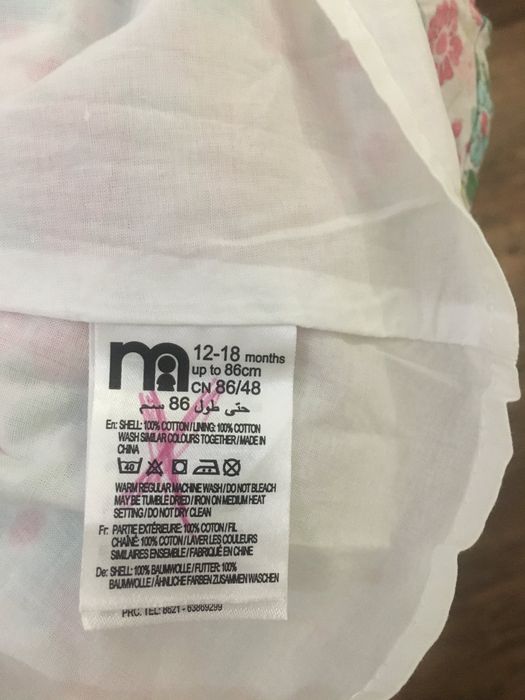 m
12-18 months
up to 86cm
CN 86/48
حتى طول 86 سم
En: SHELL: 100% COTTON/LINING: 100% COTTON
WASH SIMILAR COLOURS TOGETHER/MADE IN
CHINA
40
WARM REGULAR MACHINE WASH/DO NOT BLEACH
MAY BE TUMBLE DRIED/IRON ON MEDIUM HEAT
SETTING/DO NOT DRY CLEAN
Fr: PARTIE EXTÉRIEURE: 100% COTON/FIL
CHAÎNE: 100% COTON/LAVER LES COULEURS
SIMILAIRES ENSEMBLE/FABRIQUÉ EN CHINE
De: SHELL: 100% BAUMWOLLE/FUTTER: 100%
BAUMWOLLE/ÄHNLICHE FARBEN ZUSAMMEN WASCHEN
PRC. TEL: 8621 - 63869299